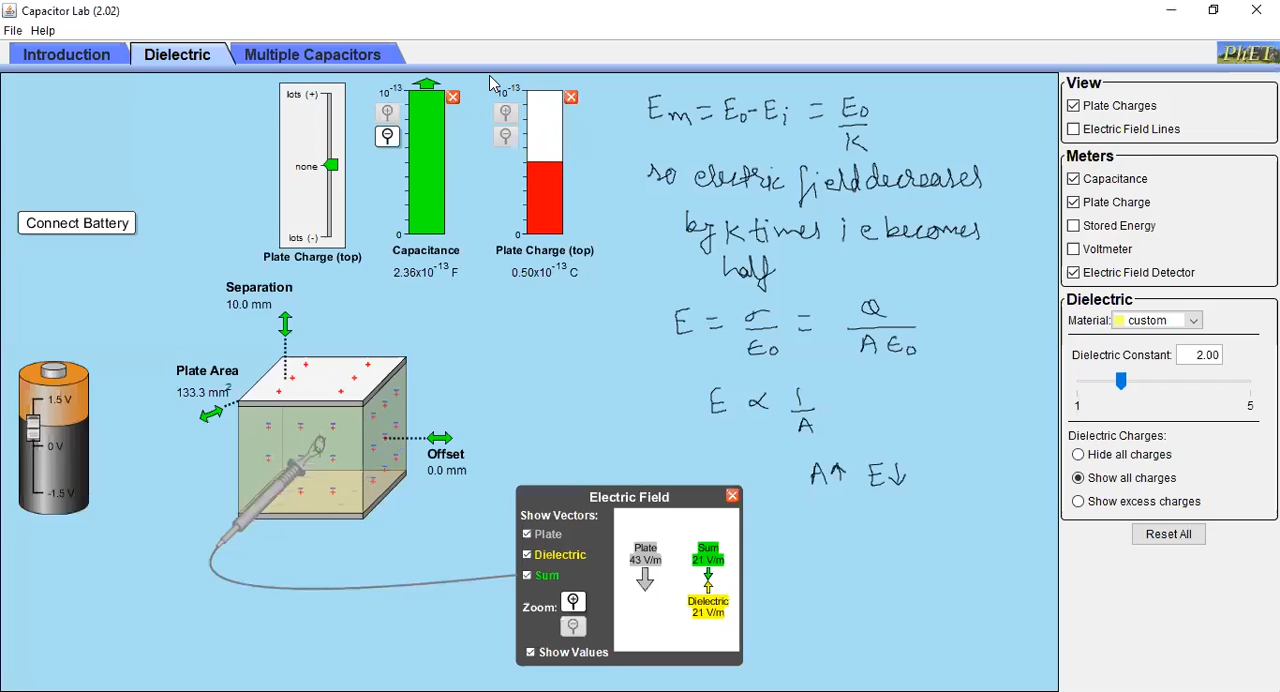 Capacitor Lab (2.02)
File Help
Introduction Dielectric Multiple Capacitors PhET
lots (+)
none
lots (-)
Plate Charge (top)
10-13
0
Capacitance
2.36x10-13 F
10-13
0
Plate Charge (top)
0.50x10-13 C
Connect Battery
Separation
10.0 mm
Plate Area
133.3 mm2
Offset
0.0 mm
1.5 V
0 V
-1.5 V
Em = E0 - Ei = E0/K
so electric field decreases
by K times i e becomes
half
E = σ/ε0 = Q/A ε0
E ∝ 1/A
A↑ E↓
Electric Field
Show Vectors:
Plate
Dielectric
Sum
Zoom:
Show Values
Plate
43 V/m
Sum
21 V/m
Dielectric
21 V/m
View
Plate Charges
Electric Field Lines
Meters
Capacitance
Plate Charge
Stored Energy
Voltmeter
Electric Field Detector
Dielectric
Material: custom
Dielectric Constant: 2.00
1 5
Dielectric Charges:
Hide all charges
Show all charges
Show excess charges
Reset All